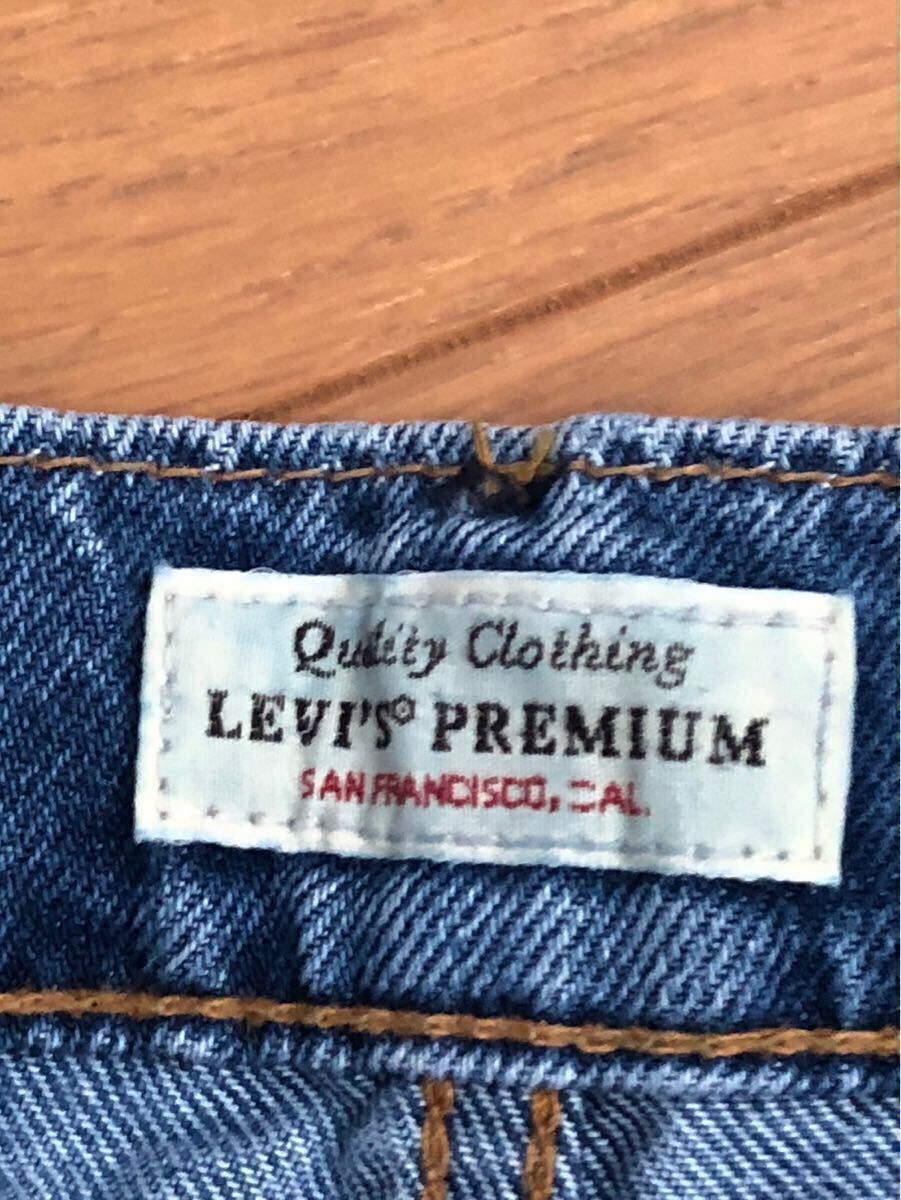 Quality Clothing
LEVI'S® PREMIUM
SAN FRANCISCO, CAL.